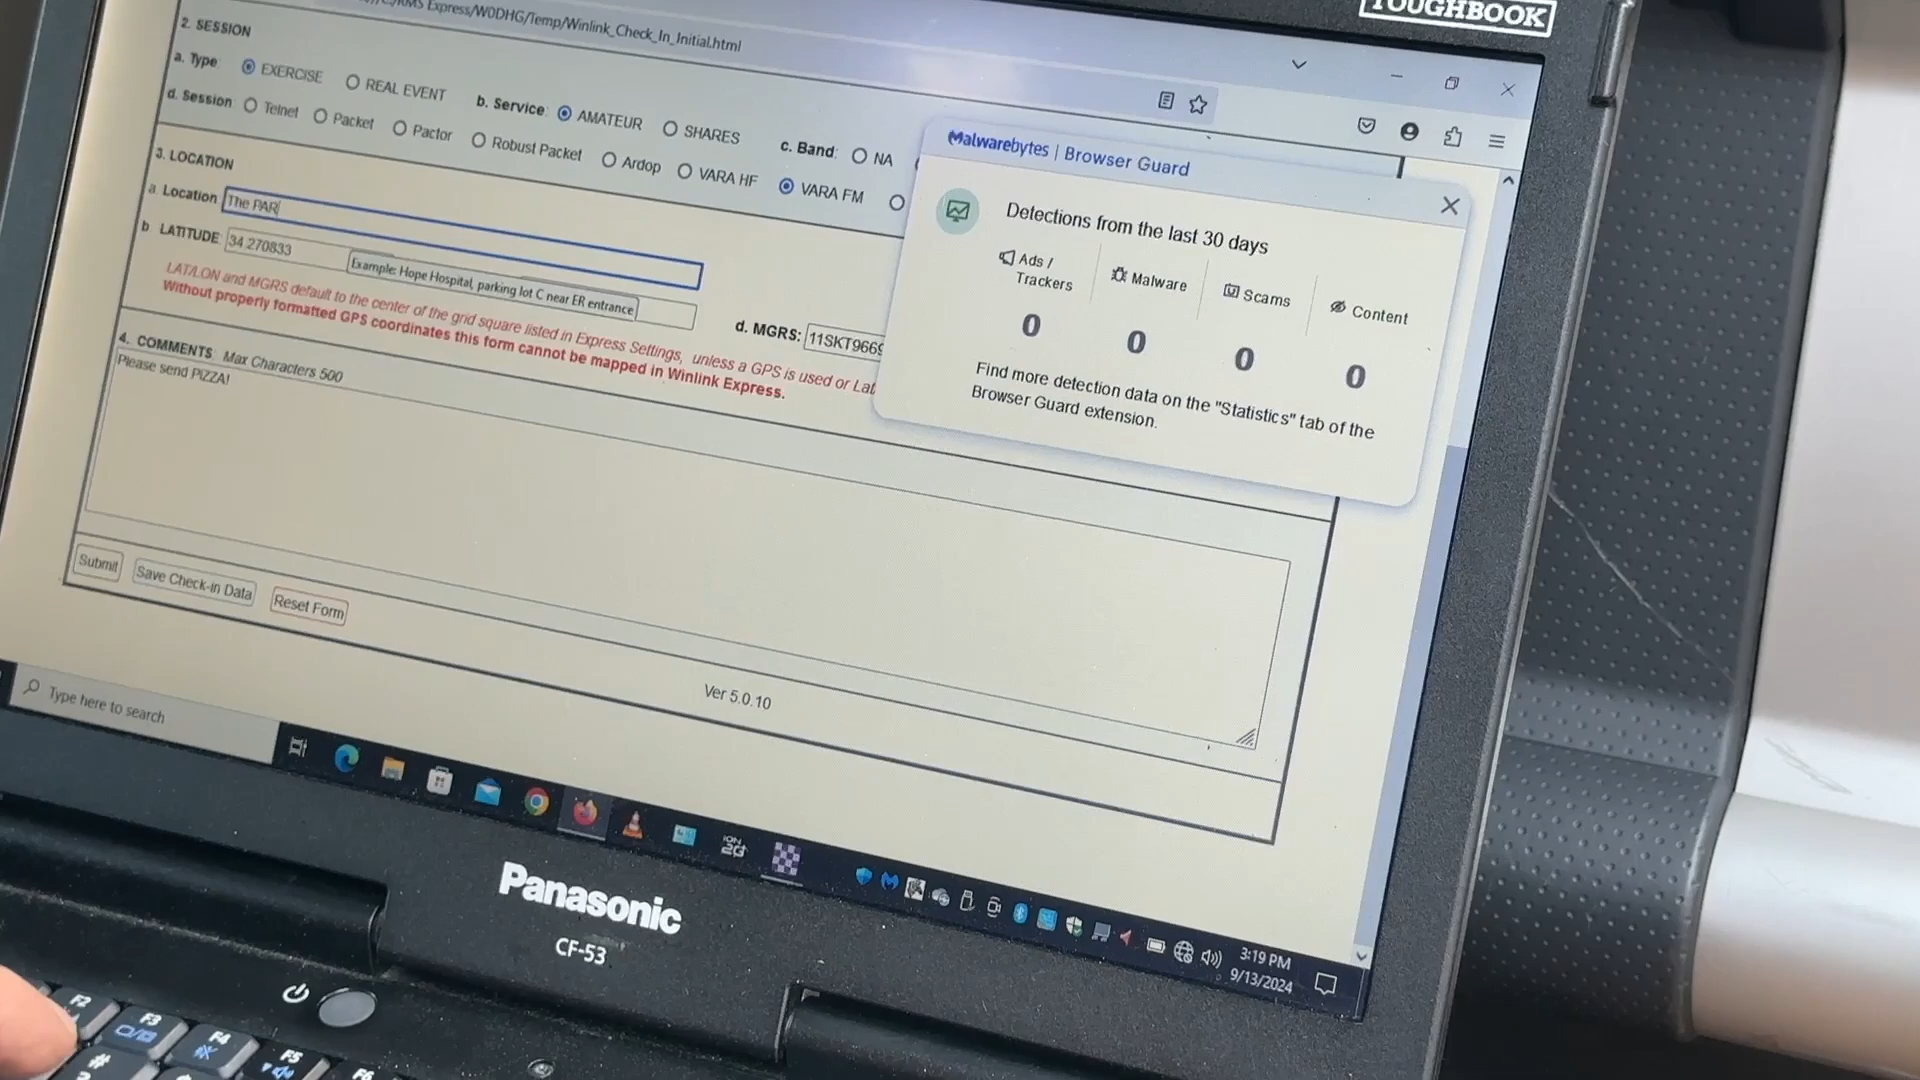 TOUGHBOOK
RMS Express/W0DHG/Temp/Winlink_Check_In_Initial.html
2. SESSION
a. Type: EXERCISE REAL EVENT b. Service: AMATEUR SHARES c. Band: NA
d. Session Telnet Packet Pactor Robust Packet Ardop VARA HF VARA FM
3. LOCATION
a. Location The PAR
b LATITUDE 34.270833
Example: Hope Hospital, parking lot C near ER entrance
d. MGRS: 11SKT9669
LAT/LON and MGRS default to the center of the grid square listed in Express Settings, unless a GPS is used or Lat
Without properly formatted GPS coordinates this form cannot be mapped in Winlink Express.
4. COMMENTS: Max Characters 500
Please send PIZZA!
Submit Save Check-in Data Reset Form
Ver 5.0.10
Malwarebytes | Browser Guard
Detections from the last 30 days
Ads / Trackers Malware Scams Content
0 0 0 0
Find more detection data on the "Statistics" tab of the
Browser Guard extension.
Type here to search
ION
2G
3:19 PM
9/13/2024
Panasonic
CF-53
F2 F3 F4 F5 F6
#